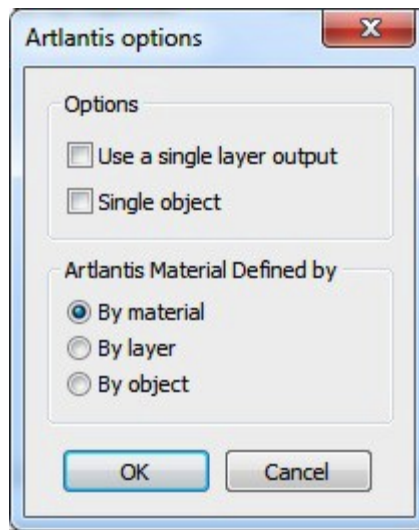 Artlantis options
Options
Use a single layer output
Single object
Artlantis Material Defined by
By material
By layer
By object
OK Cancel